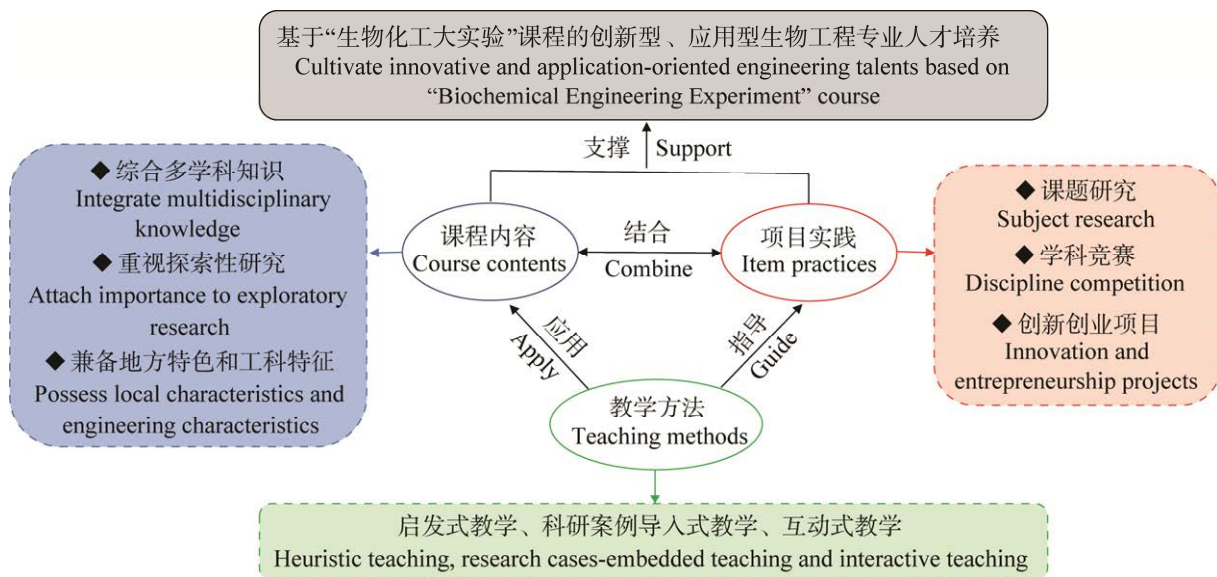 基于“生物化工大实验”课程的创新型、应用型生物工程专业人才培养
Cultivate innovative and application-oriented engineering talents based on
“Biochemical Engineering Experiment” course
支撑 Support
◆ 综合多学科知识
Integrate multidisciplinary
knowledge
◆ 重视探索性研究
Attach importance to exploratory
research
◆ 兼备地方特色和工科特征
Possess local characteristics and
engineering characteristics
课程内容
Course contents
结合
Combine
项目实践
Item practices
◆ 课题研究
Subject research
◆ 学科竞赛
Discipline competition
◆ 创新创业项目
Innovation and
entrepreneurship projects
应用
Apply
指导
Guide
教学方法
Teaching methods
启发式教学、科研案例导入式教学、互动式教学
Heuristic teaching, research cases-embedded teaching and interactive teaching